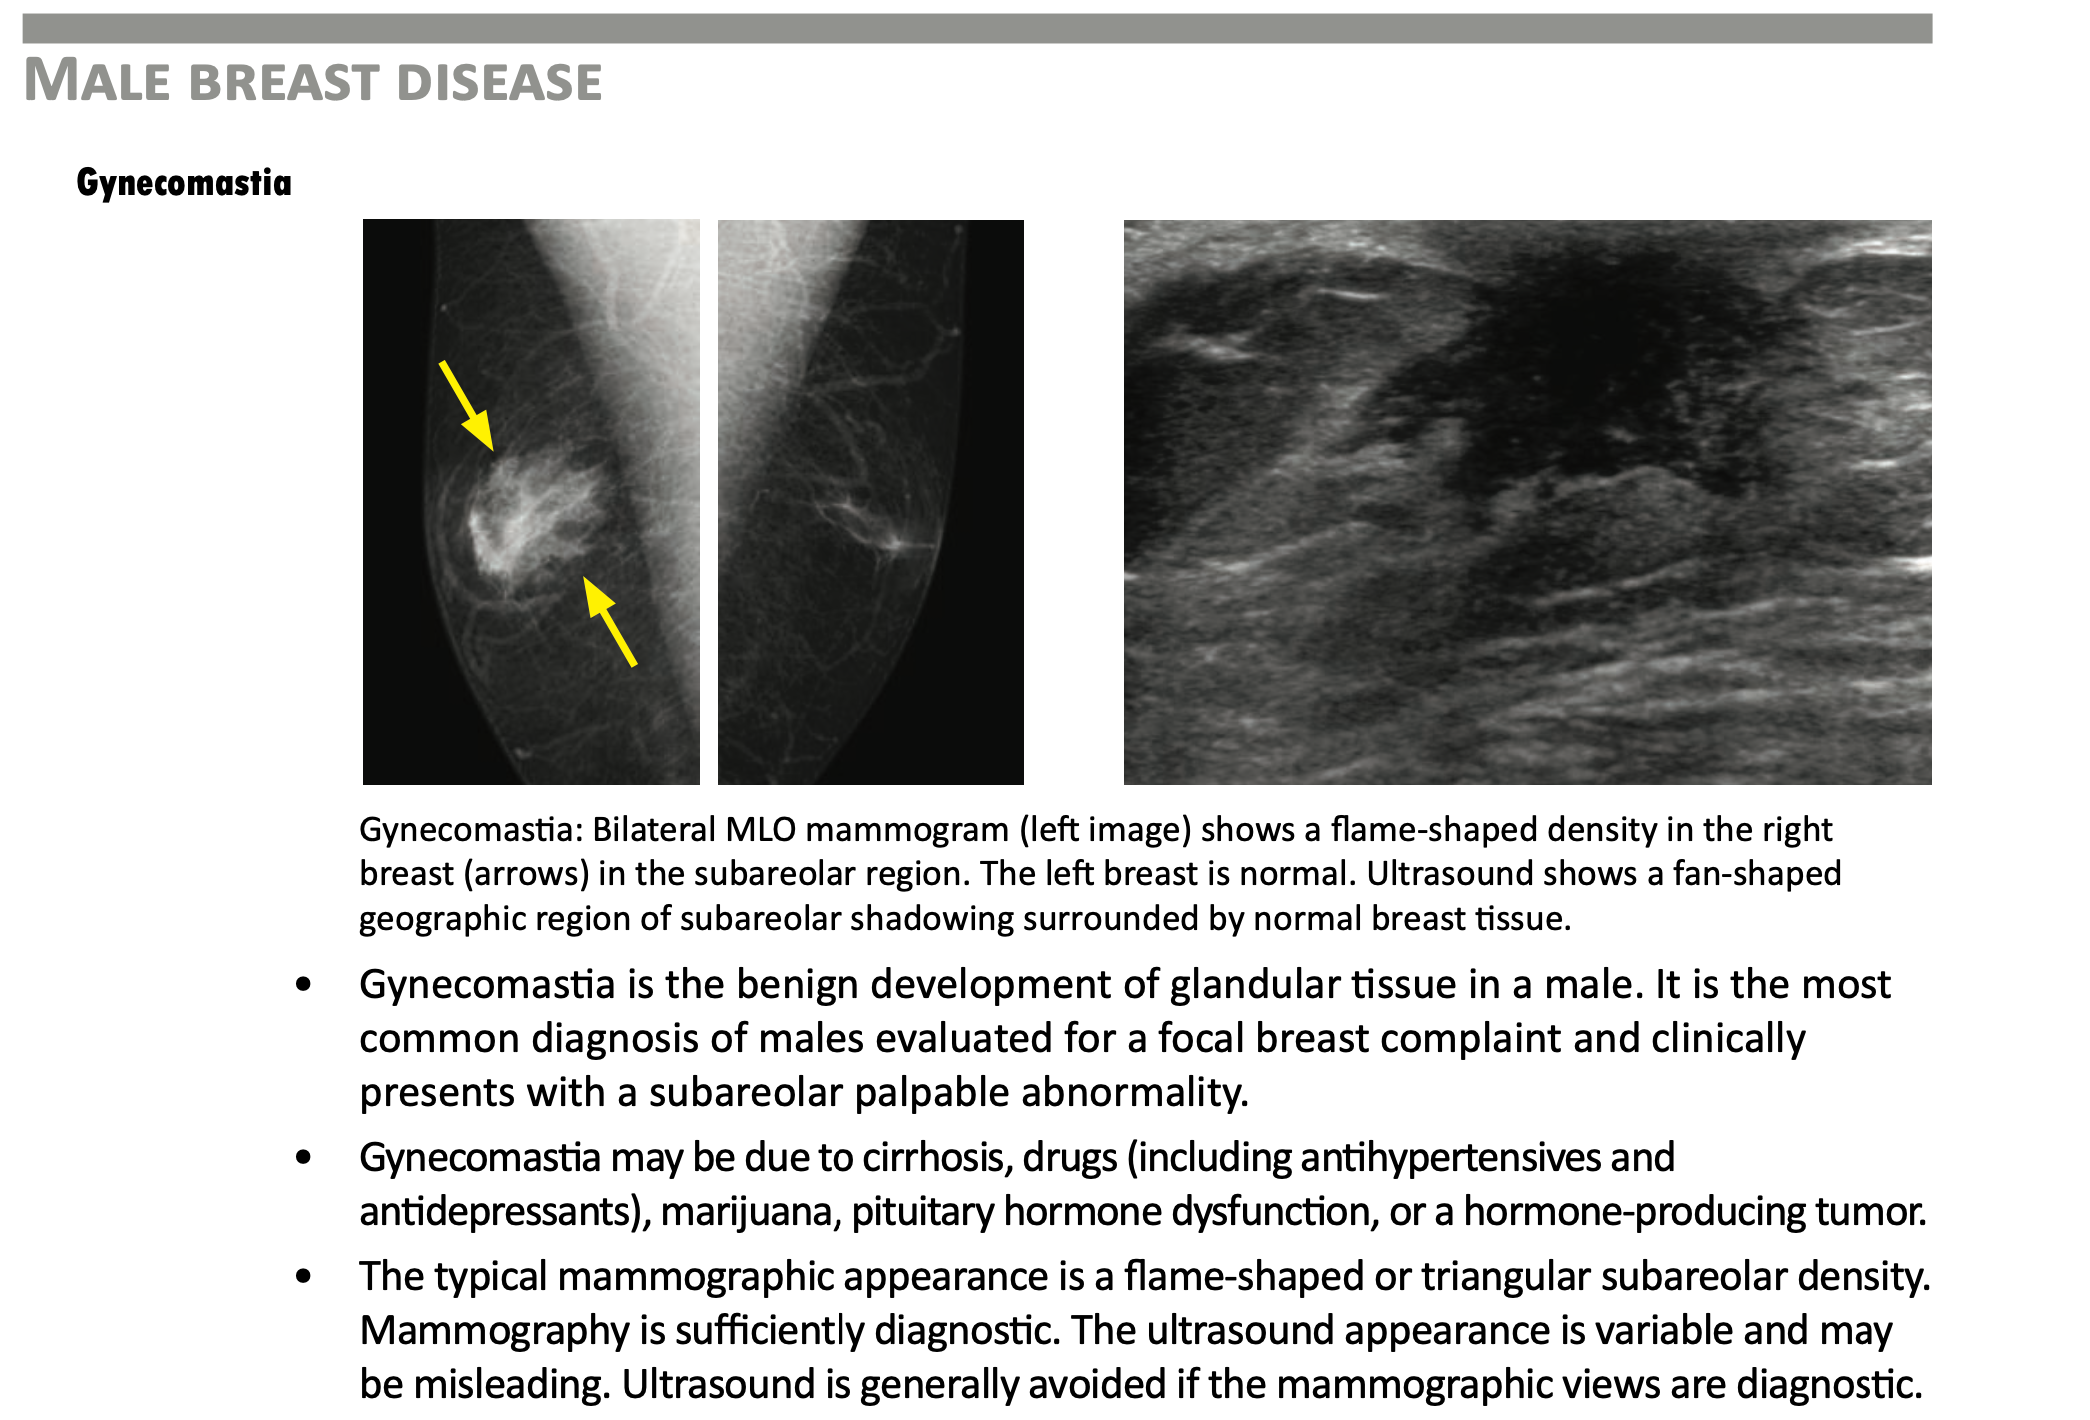 MALE BREAST DISEASE
Gynecomastia
Gynecomastia: Bilateral MLO mammogram (left image) shows a flame-shaped density in the right
breast (arrows) in the subareolar region. The left breast is normal. Ultrasound shows a fan-shaped
geographic region of subareolar shadowing surrounded by normal breast tissue.
• Gynecomastia is the benign development of glandular tissue in a male. It is the most
common diagnosis of males evaluated for a focal breast complaint and clinically
presents with a subareolar palpable abnormality.
• Gynecomastia may be due to cirrhosis, drugs (including antihypertensives and
antidepressants), marijuana, pituitary hormone dysfunction, or a hormone-producing tumor.
• The typical mammographic appearance is a flame-shaped or triangular subareolar density.
Mammography is sufficiently diagnostic. The ultrasound appearance is variable and may
be misleading. Ultrasound is generally avoided if the mammographic views are diagnostic.